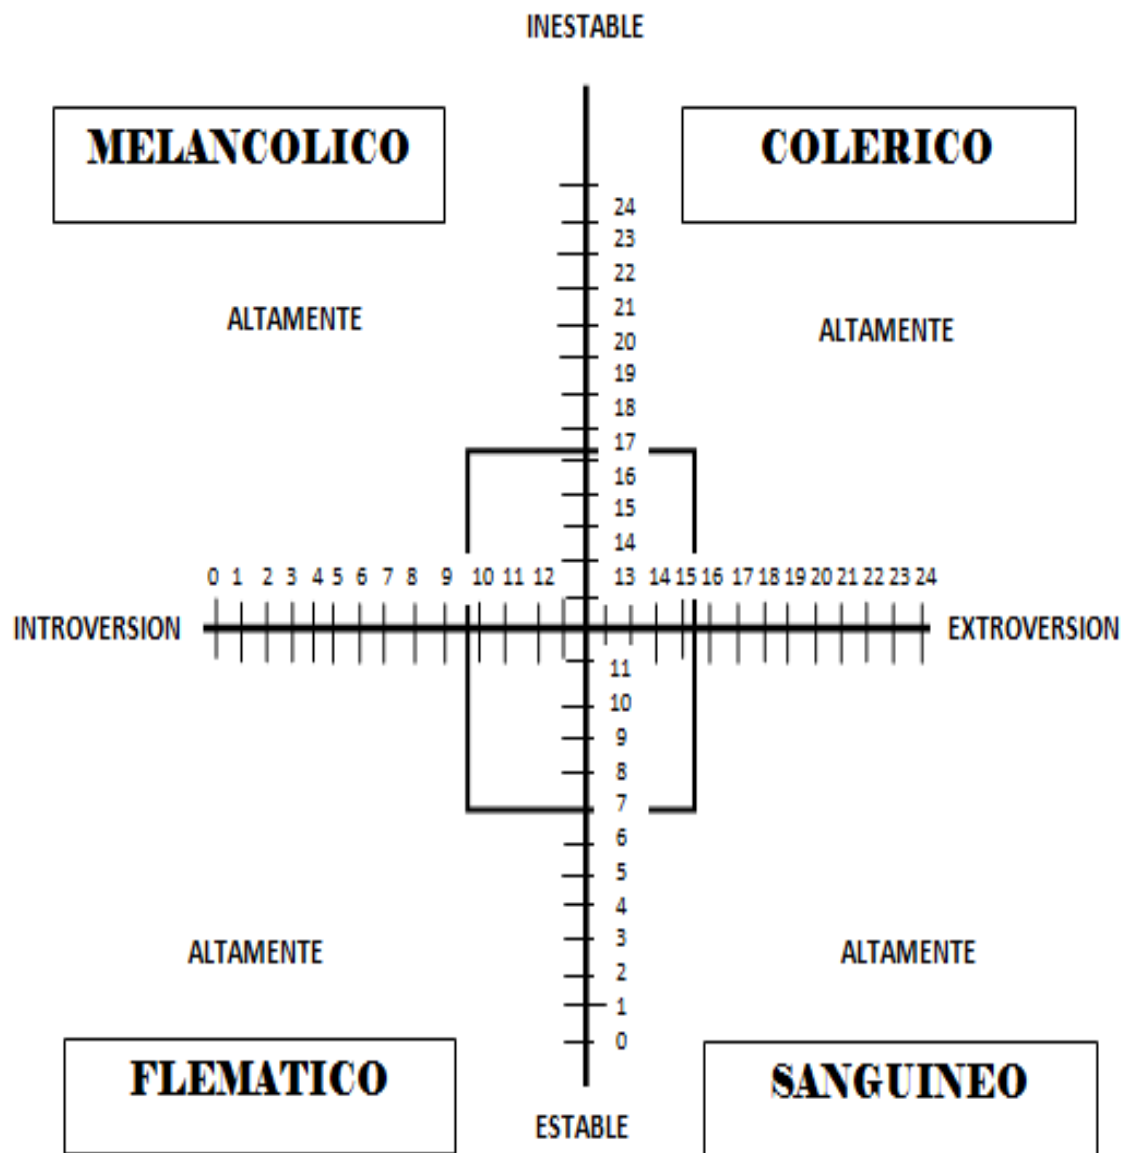 INESTABLE
MELANCOLICO
COLERICO
24
23
22
21
20
19
18
17
16
15
14
ALTAMENTE
ALTAMENTE
0 1 2 3 4 5 6 7 8 9 10 11 12 13 14 15 16 17 18 19 20 21 22 23 24
INTROVERSION
EXTROVERSION
11
10
9
8
7
6
5
4
3
2
1
0
ALTAMENTE
ALTAMENTE
FLEMATICO
SANGUINEO
ESTABLE